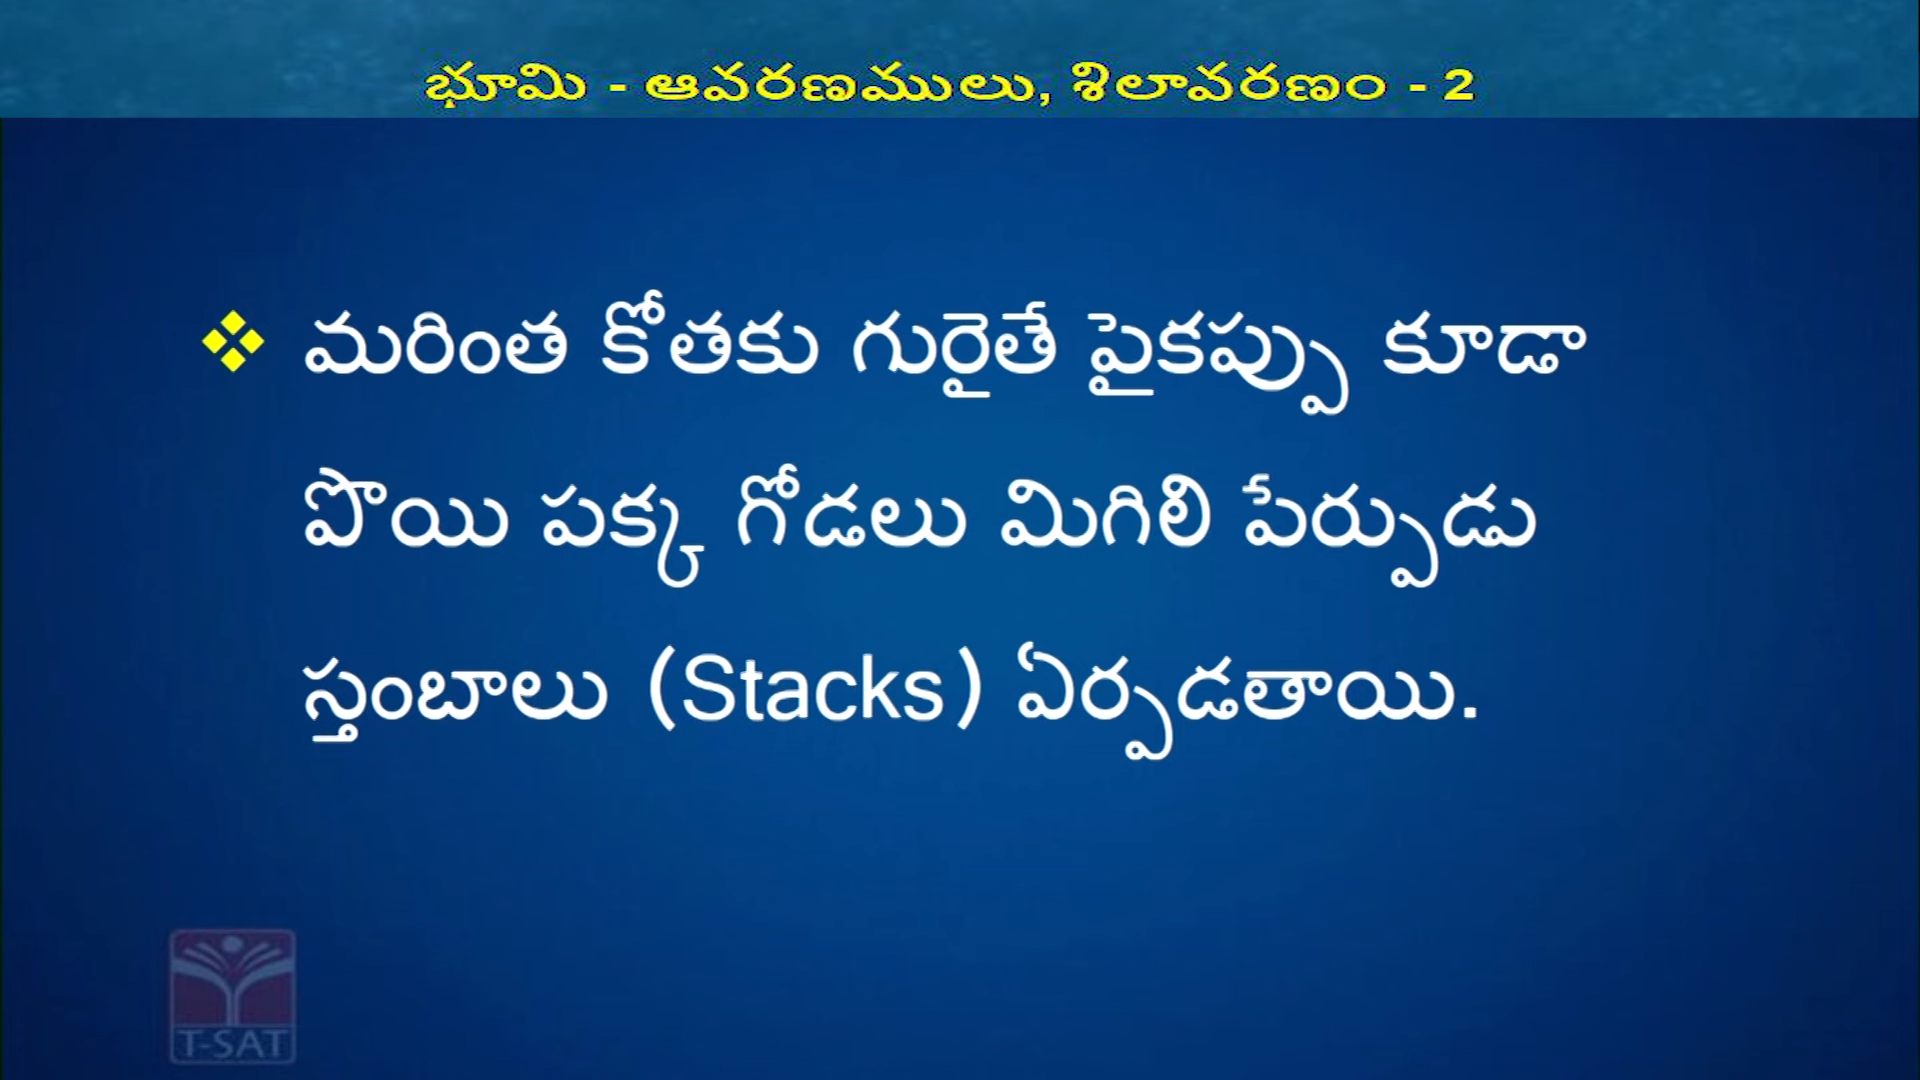 భూమి - ఆవరణములు, శిలావరణం - 2
❖ మరింత కోతకు గురైతే పైకప్పు కూడా
పొయి పక్క గోడలు మిగిలి పేర్పుడు
స్తంబాలు (Stacks) ఏర్పడతాయి.
T-SAT